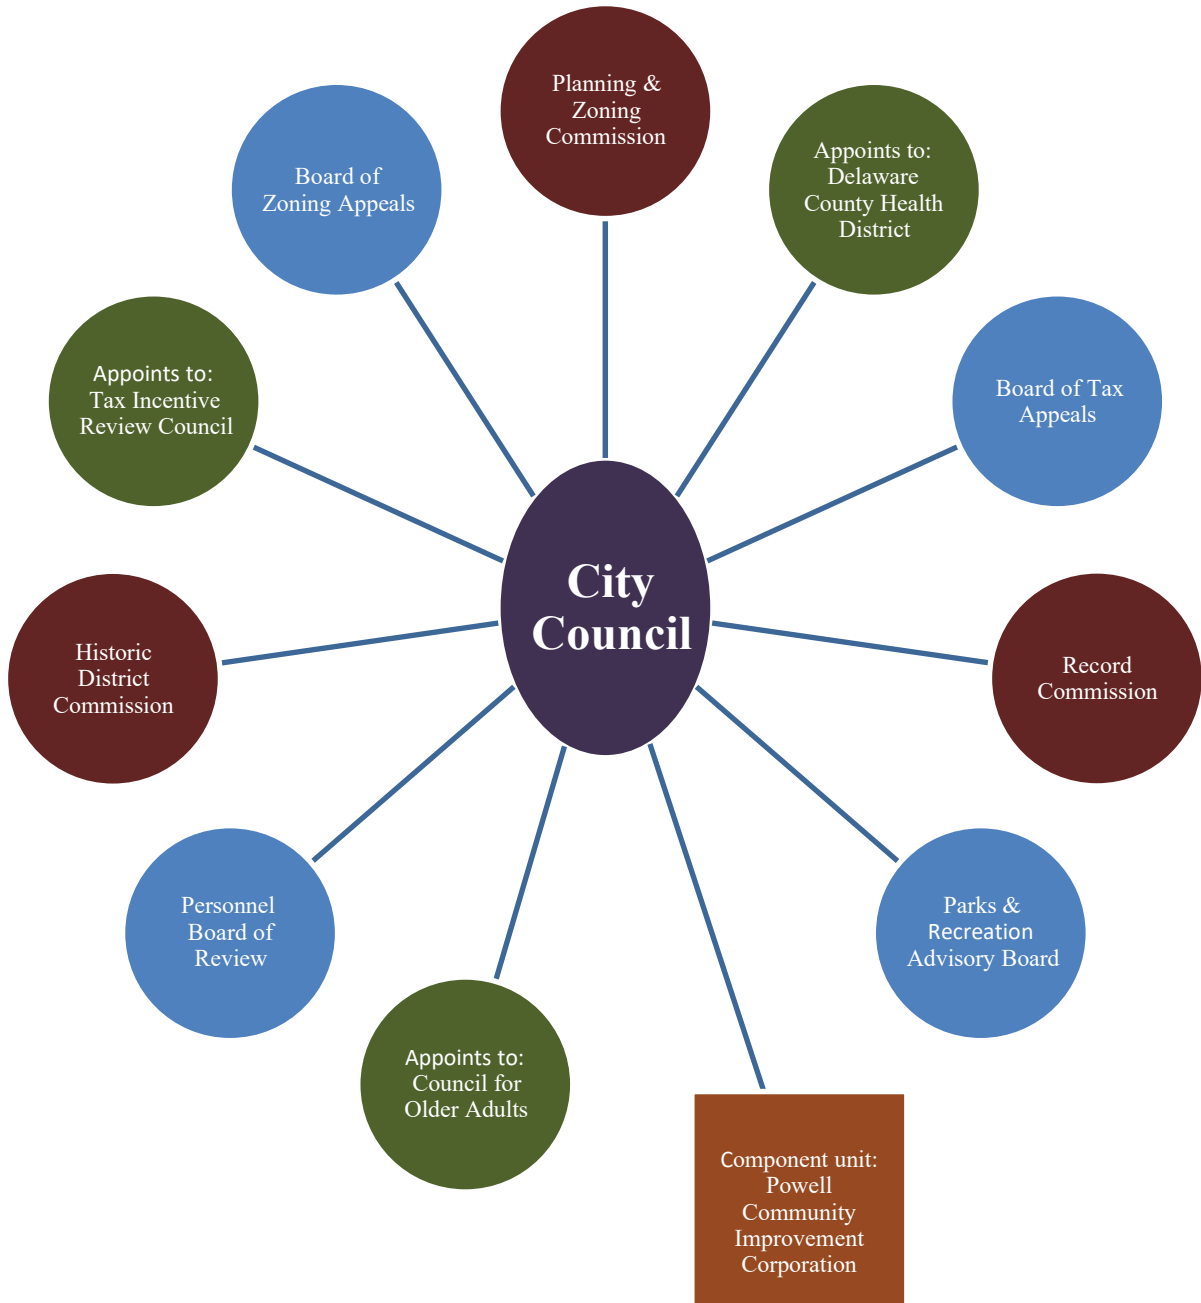 Planning &
Zoning
Commission
Appoints to:
Delaware
County Health
District
Board of
Zoning Appeals
Appoints to:
Tax Incentive
Review Council
Board of Tax
Appeals
City
Council
Historic
District
Commission
Record
Commission
Personnel
Board of
Review
Parks &
Recreation
Advisory Board
Appoints to:
Council for
Older Adults
Component unit:
Powell
Community
Improvement
Corporation